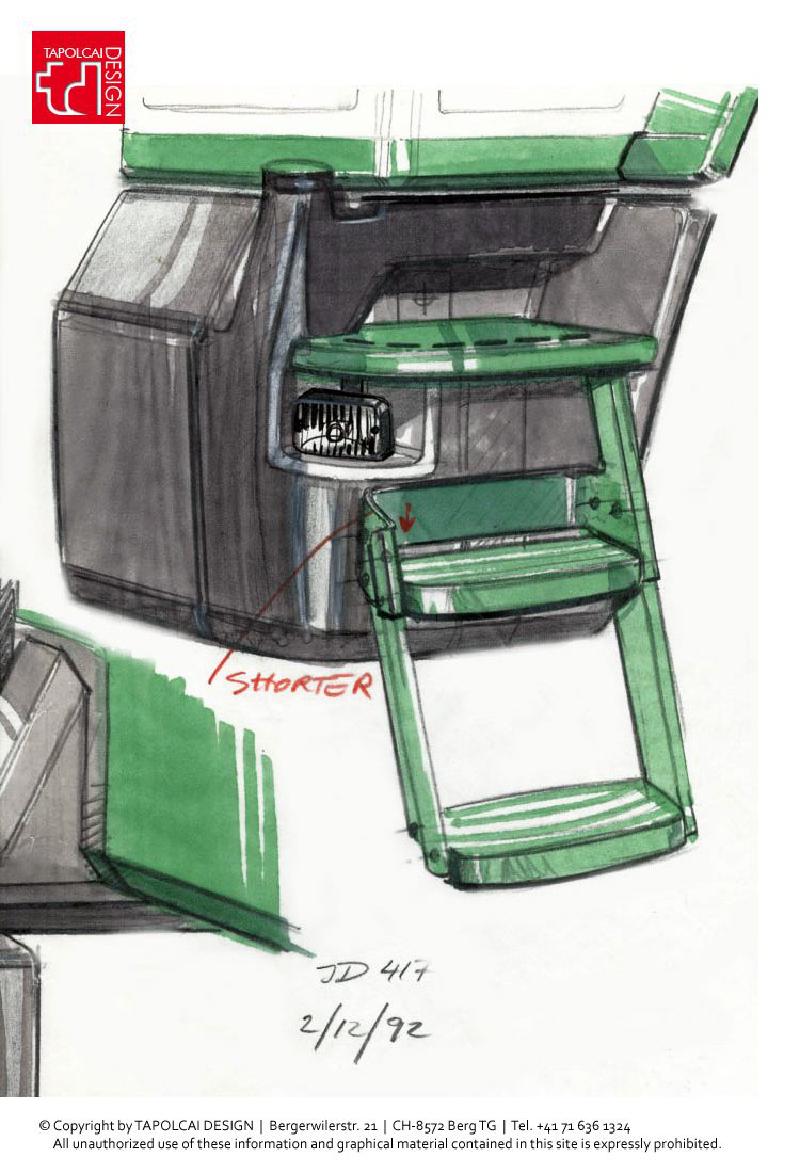 TAPOLCAI
DESIGN
td
SHORTER
JD 417
2/12/92
© Copyright by TAPOLCAI DESIGN | Bergerwilerstr. 21 | CH-8572 Berg TG | Tel. +41 71 636 1324
All unauthorized use of these information and graphical material contained in this site is expressly prohibited.